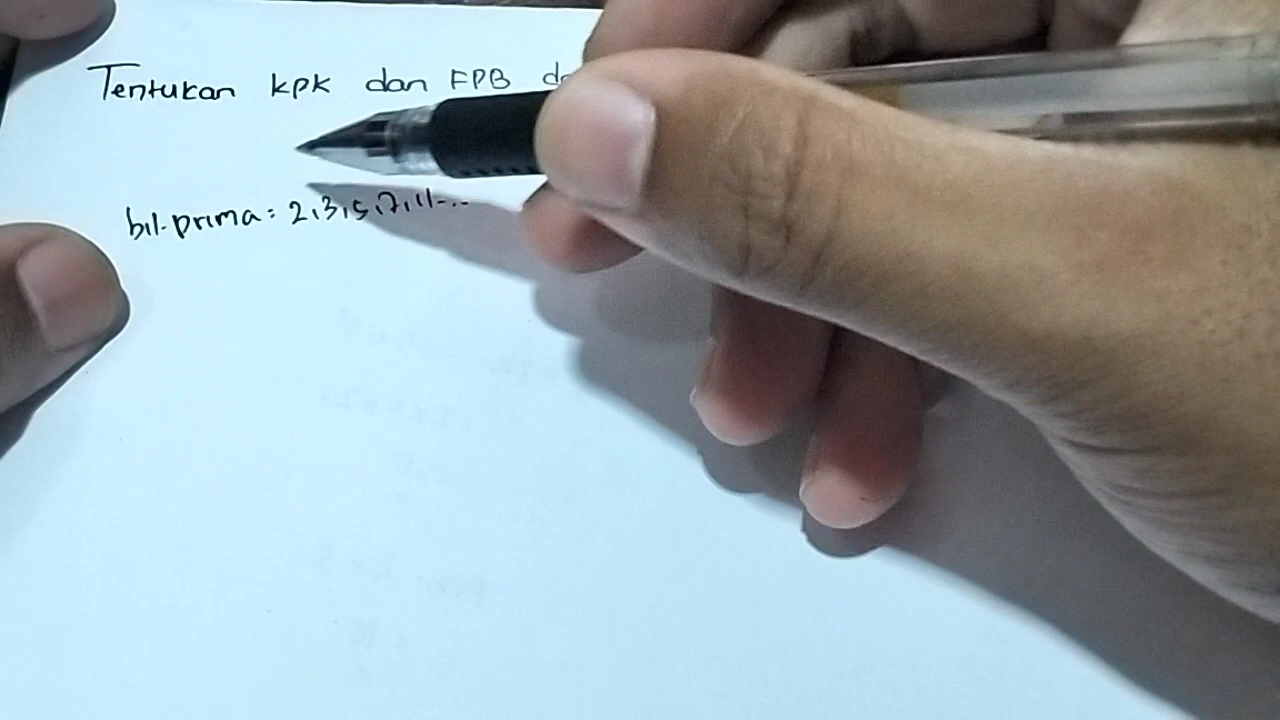 Tentukan KPK dan FPB
bil.prima: 2,3,5,7,11-...